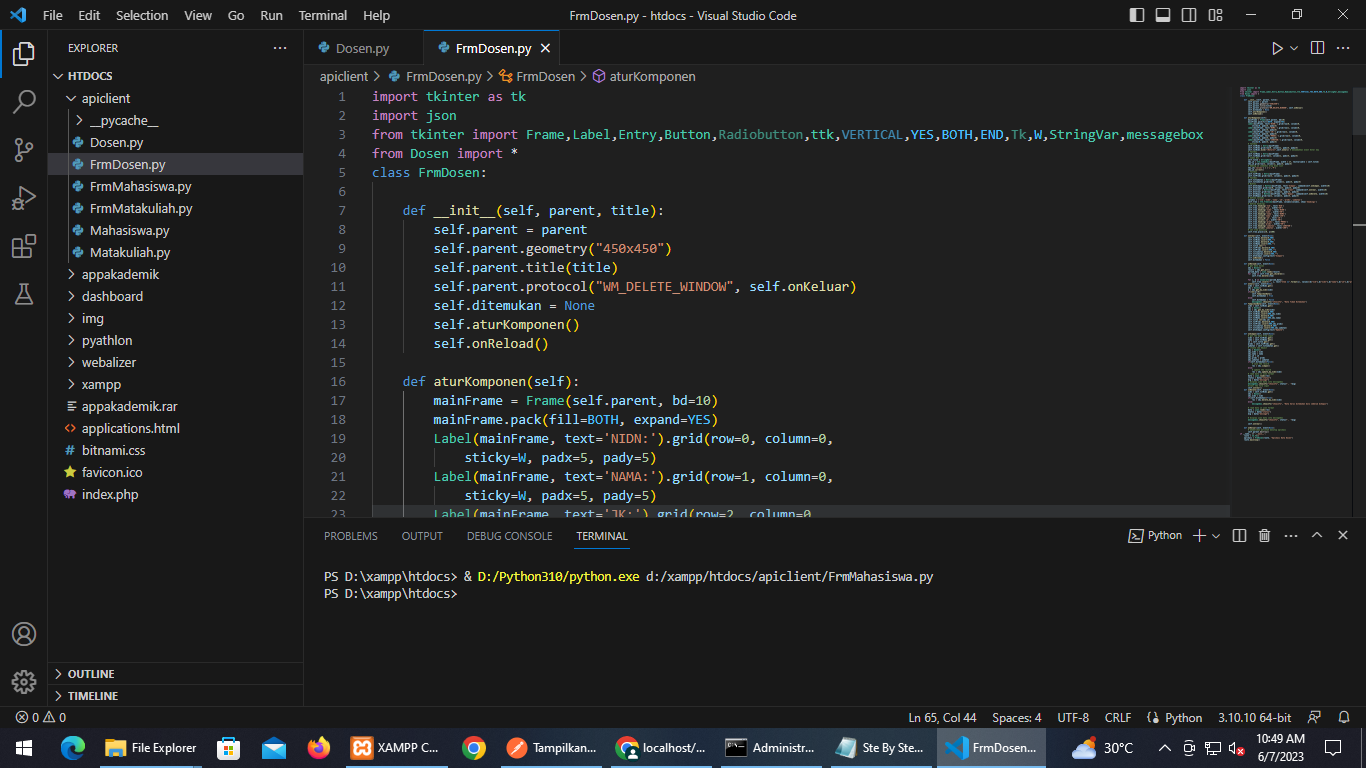 File Edit Selection View Go Run Terminal Help FrmDosen.py - htdocs - Visual Studio Code
EXPLORER
HTDOCS
apiclient
__pycache__
Dosen.py
FrmDosen.py
FrmMahasiswa.py
FrmMatakuliah.py
Mahasiswa.py
Matakuliah.py
appakademik
dashboard
img
pyathlon
webalizer
xampp
appakademik.rar
applications.html
bitnami.css
favicon.ico
index.php
OUTLINE
TIMELINE
Dosen.py FrmDosen.py
apiclient > FrmDosen.py > FrmDosen > aturKomponen
1 import tkinter as tk
2 import json
3 from tkinter import Frame,Label,Entry,Button,Radiobutton,ttk,VERTICAL,YES,BOTH,END,Tk,W,StringVar,messagebox
4 from Dosen import *
5 class FrmDosen:
6
7     def __init__(self, parent, title):
8         self.parent = parent
9         self.parent.geometry("450x450")
10         self.parent.title(title)
11         self.parent.protocol("WM_DELETE_WINDOW", self.onKeluar)
12         self.ditemukan = None
13         self.aturKomponen()
14         self.onReload()
15
16     def aturKomponen(self):
17         mainFrame = Frame(self.parent, bd=10)
18         mainFrame.pack(fill=BOTH, expand=YES)
19         Label(mainFrame, text='NIDN:').grid(row=0, column=0,
20             sticky=W, padx=5, pady=5)
21         Label(mainFrame, text='NAMA:').grid(row=1, column=0,
22             sticky=W, padx=5, pady=5)
23         Label(mainFrame, text='JK:').grid(row=2, column=0
PROBLEMS OUTPUT DEBUG CONSOLE TERMINAL Python
PS D:\xampp\htdocs> & D:/Python310/python.exe d:/xampp/htdocs/apiclient/FrmMahasiswa.py
PS D:\xampp\htdocs>
0 0 Ln 65, Col 44 Spaces: 4 UTF-8 CRLF Python 3.10.10 64-bit
File Explorer XAMPP C... Tampilkan... localhost/... Administr... Ste By Ste... FrmDosen... 30°C 10:49 AM
6/7/2023